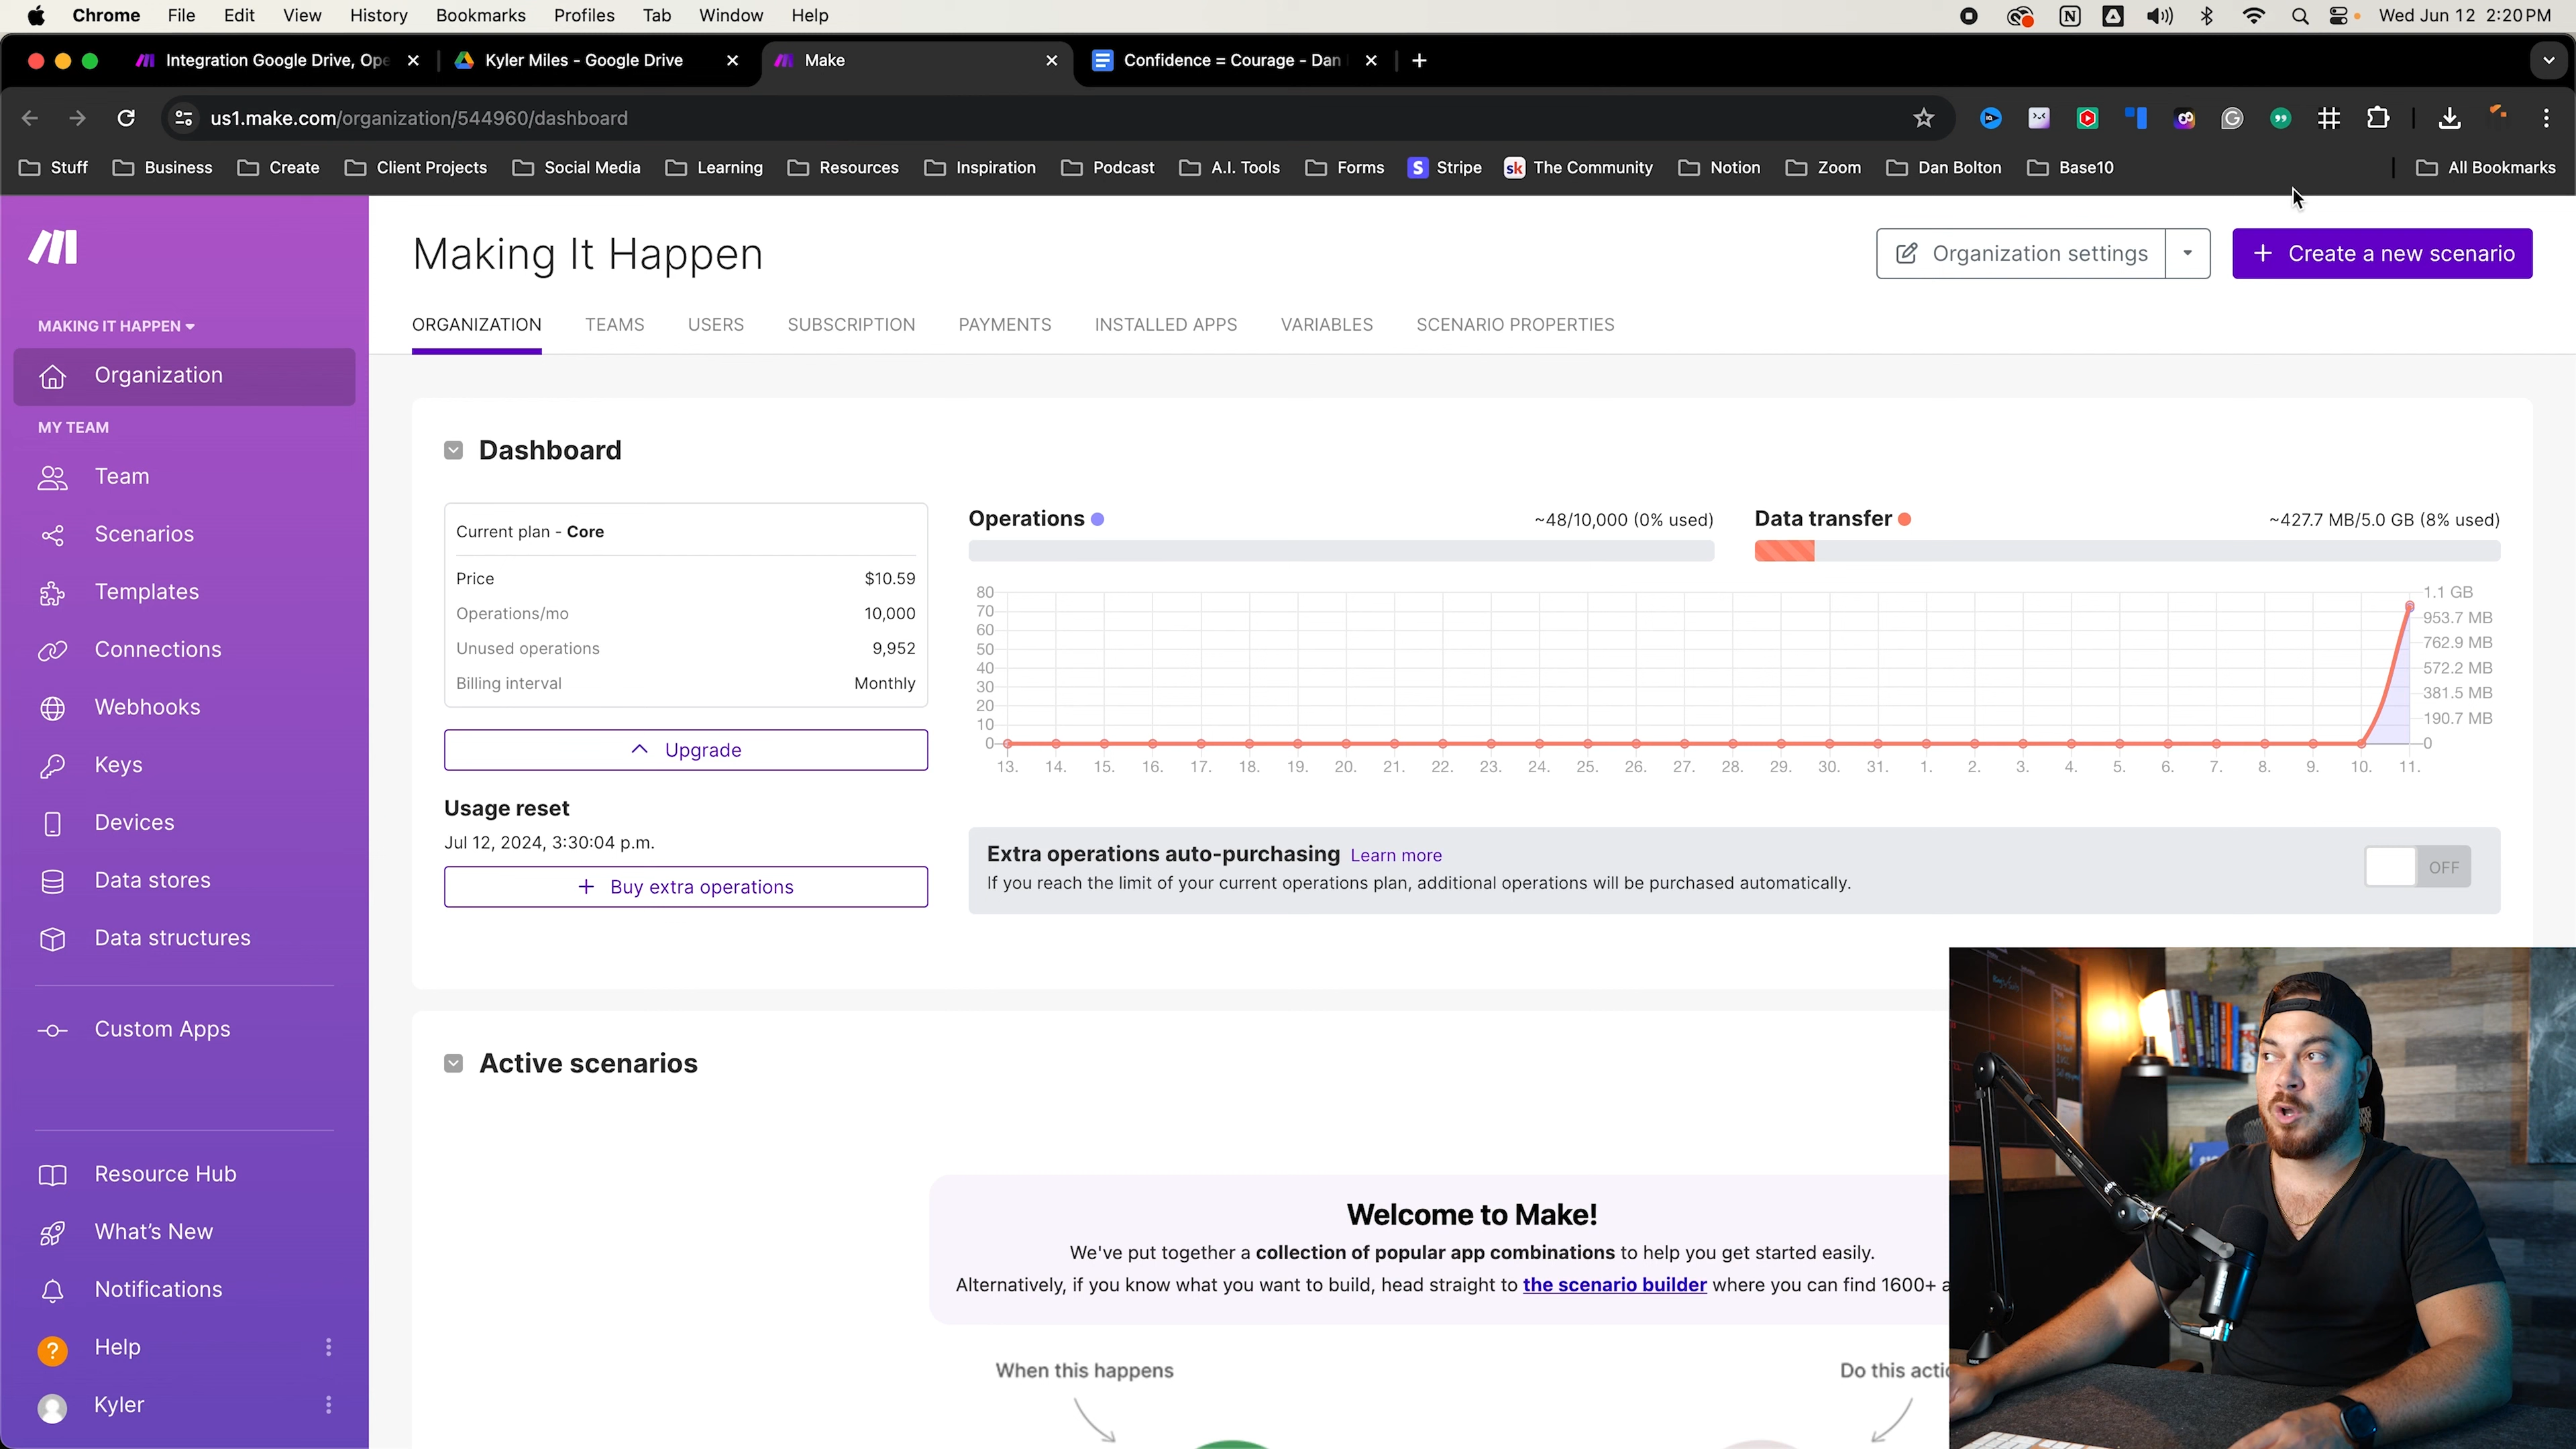 Chrome File Edit View History Bookmarks Profiles Tab Window Help
Wed Jun 12 2:20 PM
Integration Google Drive, Ope
Kyler Miles - Google Drive
Make
Confidence = Courage - Dan
us1.make.com/organization/544960/dashboard
Stuff Business Create Client Projects Social Media Learning Resources Inspiration Podcast A.I. Tools Forms Stripe The Community Notion Zoom Dan Bolton Base10 All Bookmarks
Making It Happen
Organization settings
+ Create a new scenario
ORGANIZATION TEAMS USERS SUBSCRIPTION PAYMENTS INSTALLED APPS VARIABLES SCENARIO PROPERTIES
MAKING IT HAPPEN
Organization
MY TEAM
Team
Scenarios
Templates
Connections
Webhooks
Keys
Devices
Data stores
Data structures
Custom Apps
Resource Hub
What's New
Notifications
? Help
Kyler
Dashboard
Current plan - Core
Price $10.59
Operations/mo 10,000
Unused operations 9,952
Billing interval Monthly
Upgrade
Usage reset
Jul 12, 2024, 3:30:04 p.m.
+ Buy extra operations
Operations ~48/10,000 (0% used)
Data transfer ~427.7 MB/5.0 GB (8% used)
80 1.1 GB
70 953.7 MB
60 762.9 MB
50 572.2 MB
40 381.5 MB
30 190.7 MB
20
10
0 0
13. 14. 15. 16. 17. 18. 19. 20. 21. 22. 23. 24. 25. 26. 27. 28. 29. 30. 31. 1. 2. 3. 4. 5. 6. 7. 8. 9. 10. 11.
Extra operations auto-purchasing Learn more
If you reach the limit of your current operations plan, additional operations will be purchased automatically.
OFF
Active scenarios
Welcome to Make!
We've put together a collection of popular app combinations to help you get started easily.
Alternatively, if you know what you want to build, head straight to the scenario builder where you can find 1600+ a
When this happens
Do this actio